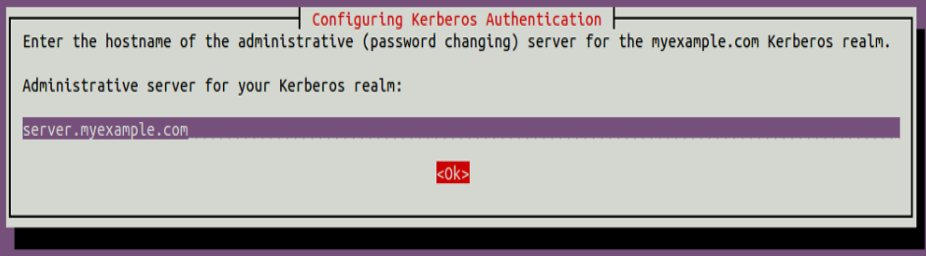 Configuring Kerberos Authentication
Enter the hostname of the administrative (password changing) server for the myexample.com Kerberos realm.
Administrative server for your Kerberos realm:
server.myexample.com
<Ok>